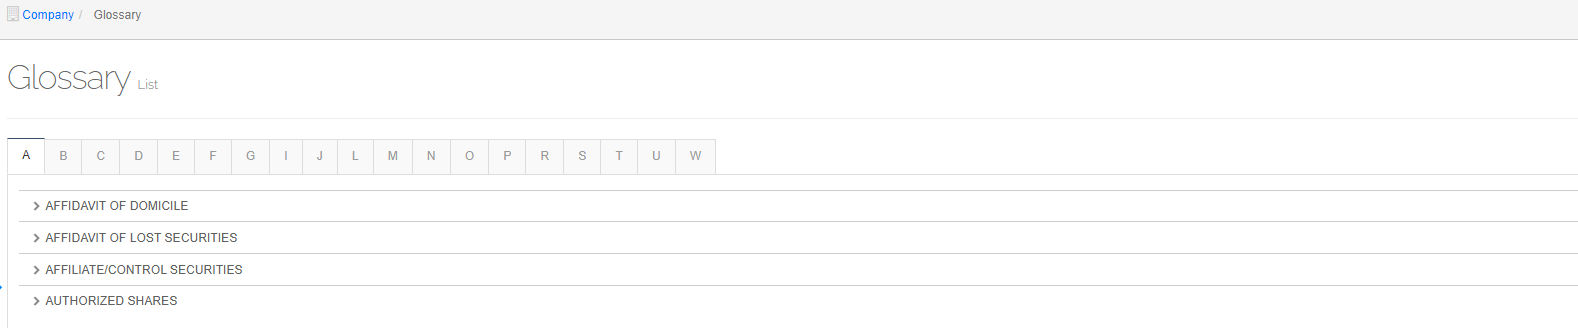 Company / Glossary
Glossary List
A B C D E F G I J L M N O P R S T U W
AFFIDAVIT OF DOMICILE
AFFIDAVIT OF LOST SECURITIES
AFFILIATE/CONTROL SECURITIES
AUTHORIZED SHARES